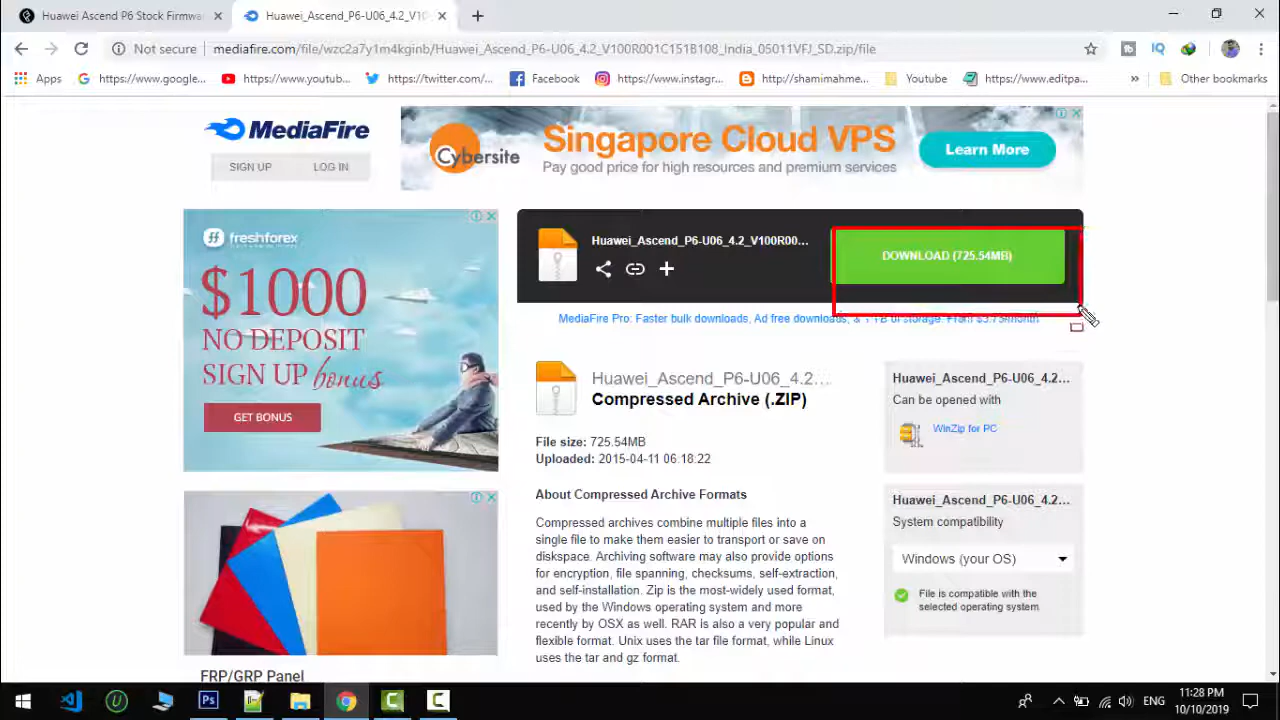 Huawei Ascend P6 Stock Firmwa
Huawei_Ascend_P6-U06_4.2_V10
Not secure
mediafire.com/file/wzc2a7y1m4kginb/Huawei_Ascend_P6-U06_4.2_V100R001C151B108_India_05011VFJ_SD.zip/file
IQ
Apps
https://www.google...
https://www.youtub...
https://twitter.com/...
Facebook
https://www.instagr...
http://shamimahme...
Youtube
https://www.editpa...
»
Other bookmarks
MediaFire
SIGN UP
LOG IN
Cybersite
Singapore Cloud VPS
Pay good price for high resources and premium services
Learn More
freshforex
$1000
NO DEPOSIT
SIGN UP bonus
GET BONUS
Huawei_Ascend_P6-U06_4.2_V100R00...
DOWNLOAD (725.54MB)
MediaFire Pro: Faster bulk downloads, Ad free downloads, & 1 TB of storage. From $3.75/month
Huawei_Ascend_P6-U06_4.2...
Compressed Archive (.ZIP)
File size: 725.54MB
Uploaded: 2015-04-11 06:18:22
About Compressed Archive Formats
Compressed archives combine multiple files into a
single file to make them easier to transport or save on
diskspace. Archiving software may also provide options
for encryption, file spanning, checksums, self-extraction,
and self-installation. Zip is the most-widely used format,
used by the Windows operating system and more
recently by OSX as well. RAR is also a very popular and
flexible format. Unix uses the tar file format, while Linux
uses the tar and gz format.
Huawei_Ascend_P6-U06_4.2...
Can be opened with
WinZip for PC
Huawei_Ascend_P6-U06_4.2...
System compatibility
Windows (your OS)
File is compatible with the
selected operating system
FRP/GRP Panel
Ps
ENG
11:28 PM
10/10/2019